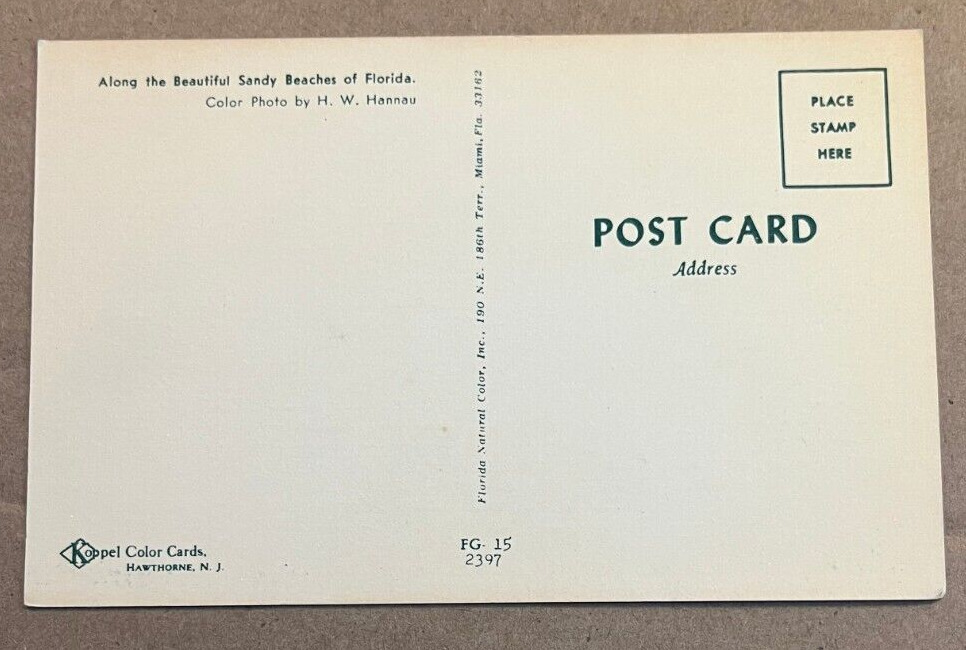 Along the Beautiful Sandy Beaches of Florida.
Color Photo by H. W. Hannau
Florida Natural Color, Inc., 190 N.E. 186th Terr., Miami, Fla. 33162
PLACE
STAMP
HERE
POST CARD
Address
Koppel Color Cards.
HAWTHORNE, N. J.
FG- 15
2397